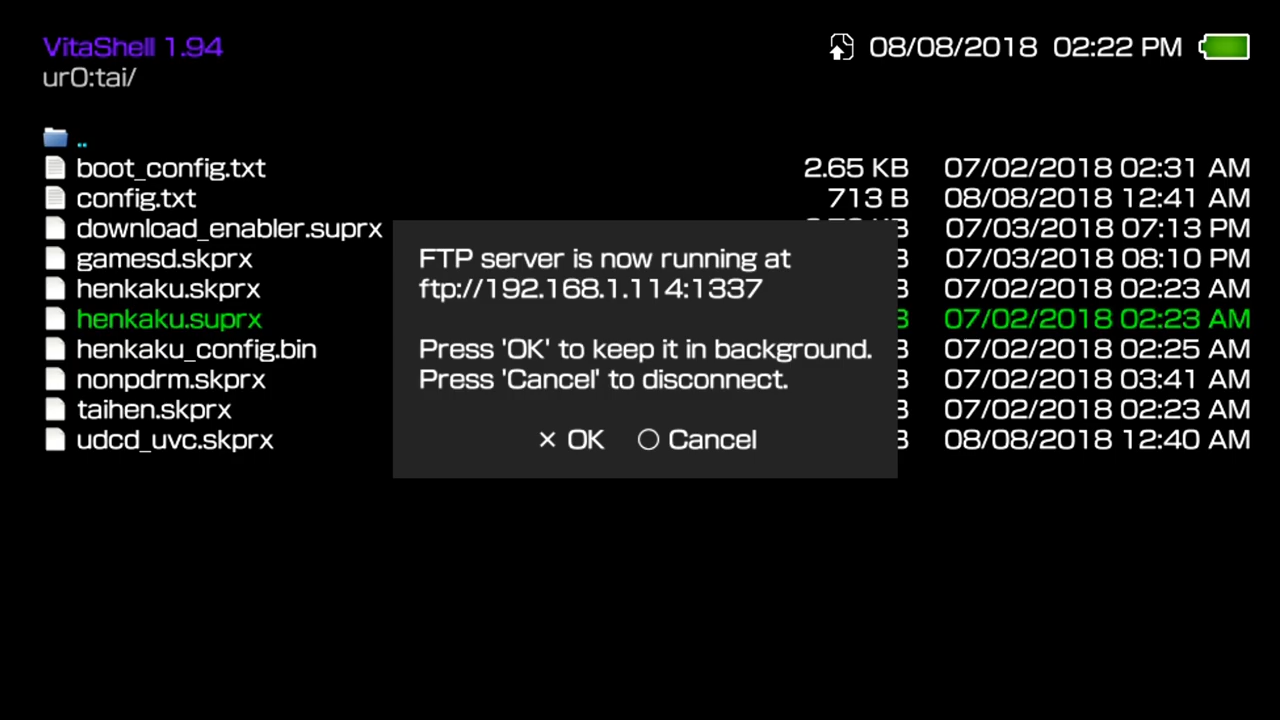 VitaShell 1.94
08/08/2018 02:22 PM
ur0:tai/
..
boot_config.txt 2.65 KB 07/02/2018 02:31 AM
config.txt 713 B 08/08/2018 12:41 AM
download_enabler.suprx 07/03/2018 07:13 PM
gamesd.skprx B 07/03/2018 08:10 PM
henkaku.skprx B 07/02/2018 02:23 AM
henkaku.suprx B 07/02/2018 02:23 AM
henkaku_config.bin B 07/02/2018 02:25 AM
nonpdrm.skprx B 07/02/2018 03:41 AM
taihen.skprx B 07/02/2018 02:23 AM
udcd_uvc.skprx B 08/08/2018 12:40 AM
FTP server is now running at
ftp://192.168.1.114:1337
Press 'OK' to keep it in background.
Press 'Cancel' to disconnect.
× OK ○ Cancel